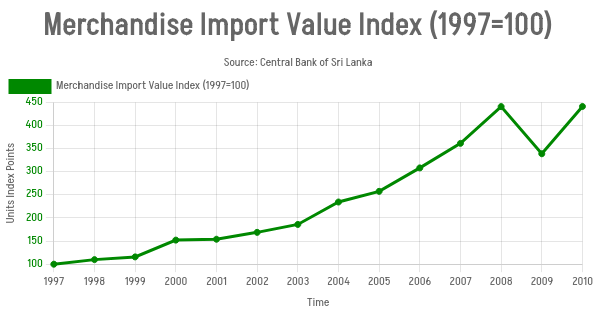 Merchandise Import Value Index (1997=100)
Source: Central Bank of Sri Lanka
Merchandise Import Value Index (1997=100)
Units Index Points
450
400
350
300
250
200
150
100
1997 1998 1999 2000 2001 2002 2003 2004 2005 2006 2007 2008 2009 2010
Time